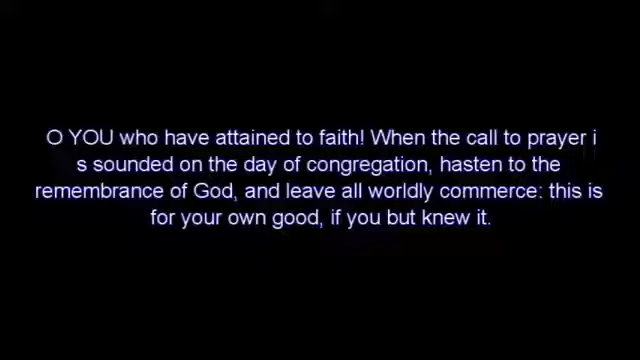 O YOU who have attained to faith! When the call to prayer i
s sounded on the day of congregation, hasten to the
remembrance of God, and leave all worldly commerce: this is
for your own good, if you but knew it.